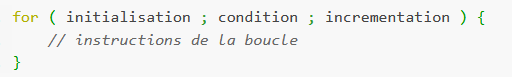 for ( initialisation ; condition ; incrementation ) {
// instructions de la boucle
}